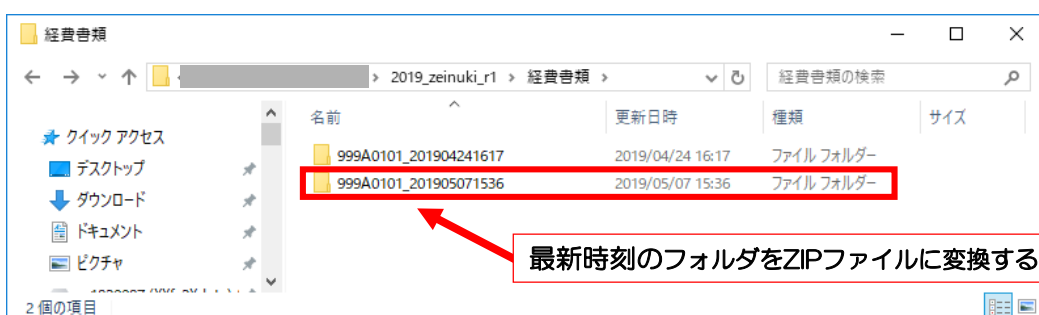 経費書類
2019_zeinuki_r1 › 経費書類 ›
経費書類の検索
名前 更新日時 種類 サイズ
クイック アクセス
デスクトップ
ダウンロード
ドキュメント
ピクチャ
999A0101_201904241617 2019/04/24 16:17 ファイル フォルダー
999A0101_201905071536 2019/05/07 15:36 ファイル フォルダー
最新時刻のフォルダをZIPファイルに変換する
2 個の項目